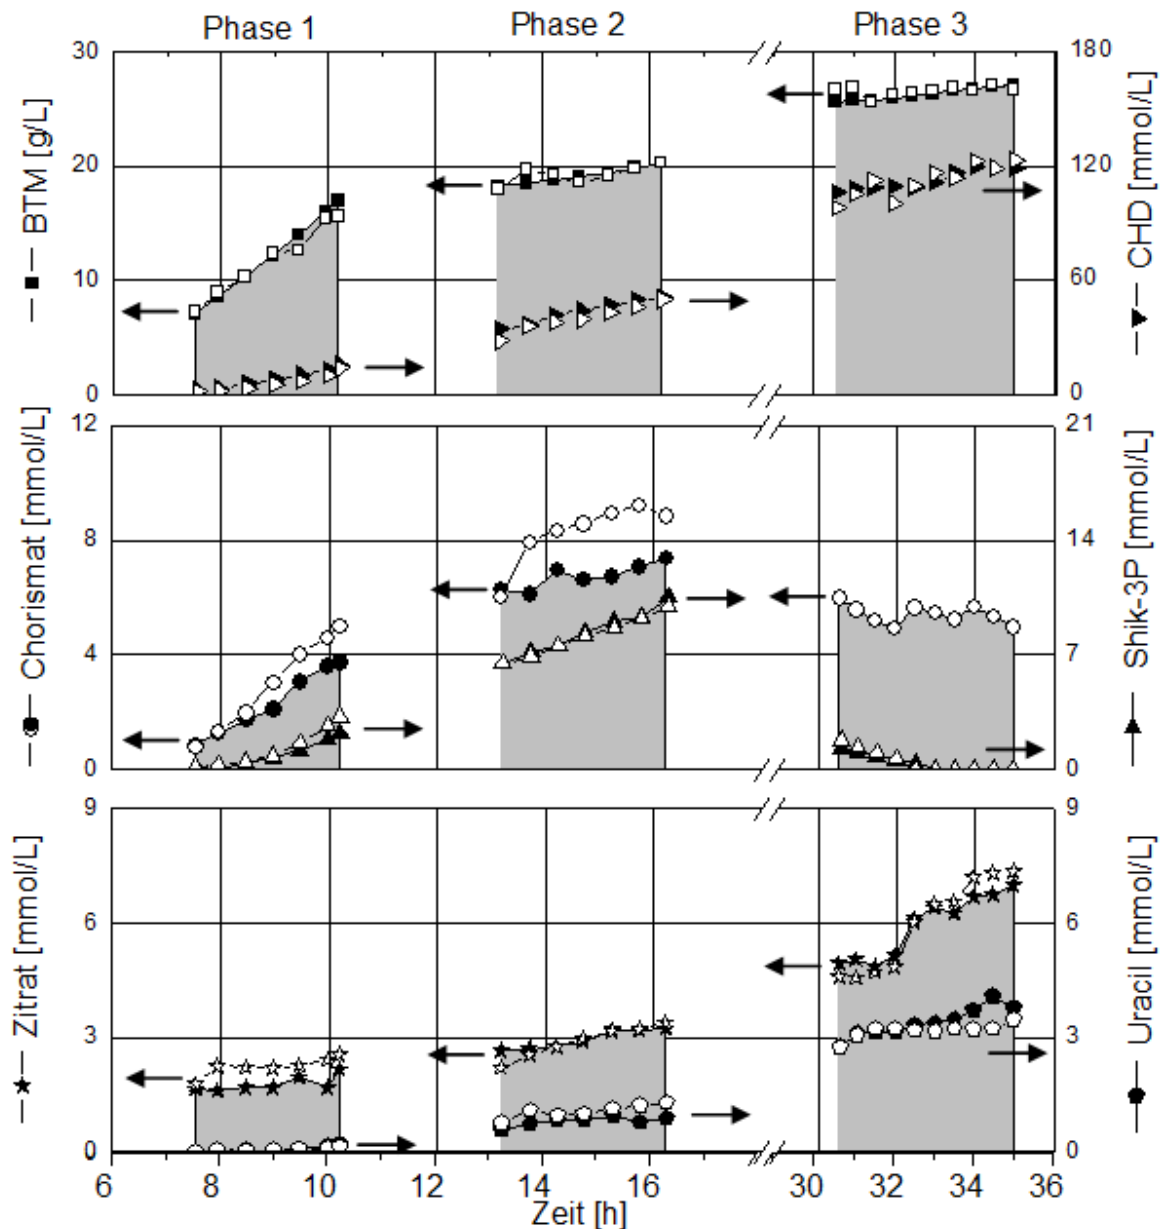 Phase 1 Phase 2 Phase 3
30 180
20 120
10 60
0 0
BTM [g/L]
CHD [mmol/L]
12 21
8 14
4 7
0 0
Chorismat [mmol/L]
Shik-3P [mmol/L]
9 9
6 6
3 3
0 0
Zitrat [mmol/L]
Uracil [mmol/L]
6 8 10 12 14 16 30 32 34 36
Zeit [h]